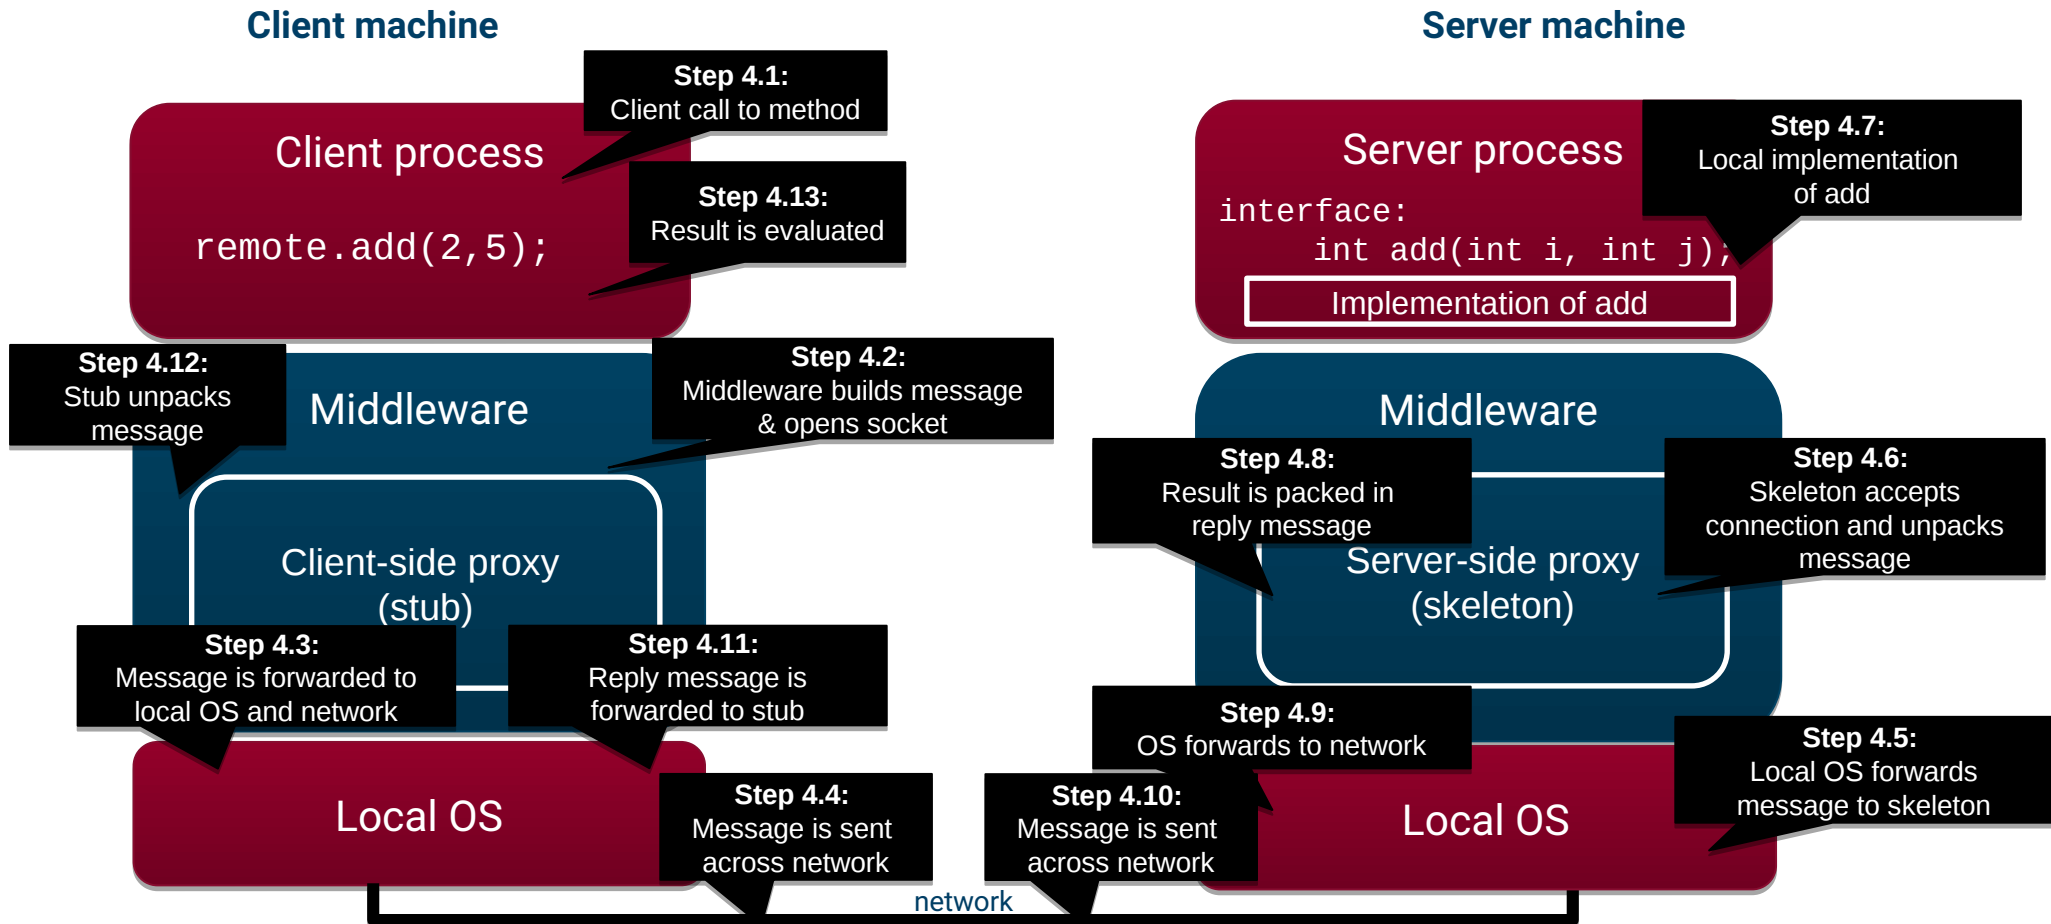 Client machine
Server machine
Step 4.1:
Client call to method
Client process
Step 4.13:
Result is evaluated
remote.add(2,5);
Step 4.7:
Local implementation
of add
Server process
interface:
int add(int i, int j);
Implementation of add
Step 4.12:
Stub unpacks
message
Middleware
Step 4.2:
Middleware builds message
& opens socket
Client-side proxy
(stub)
Step 4.3:
Message is forwarded to
local OS and network
Step 4.11:
Reply message is
forwarded to stub
Local OS
Step 4.4:
Message is sent
across network
Middleware
Step 4.8:
Result is packed in
reply message
Step 4.6:
Skeleton accepts
connection and unpacks
message
Server-side proxy
(skeleton)
Step 4.9:
OS forwards to network
Step 4.5:
Local OS forwards
message to skeleton
Step 4.10:
Message is sent
across network
Local OS
network